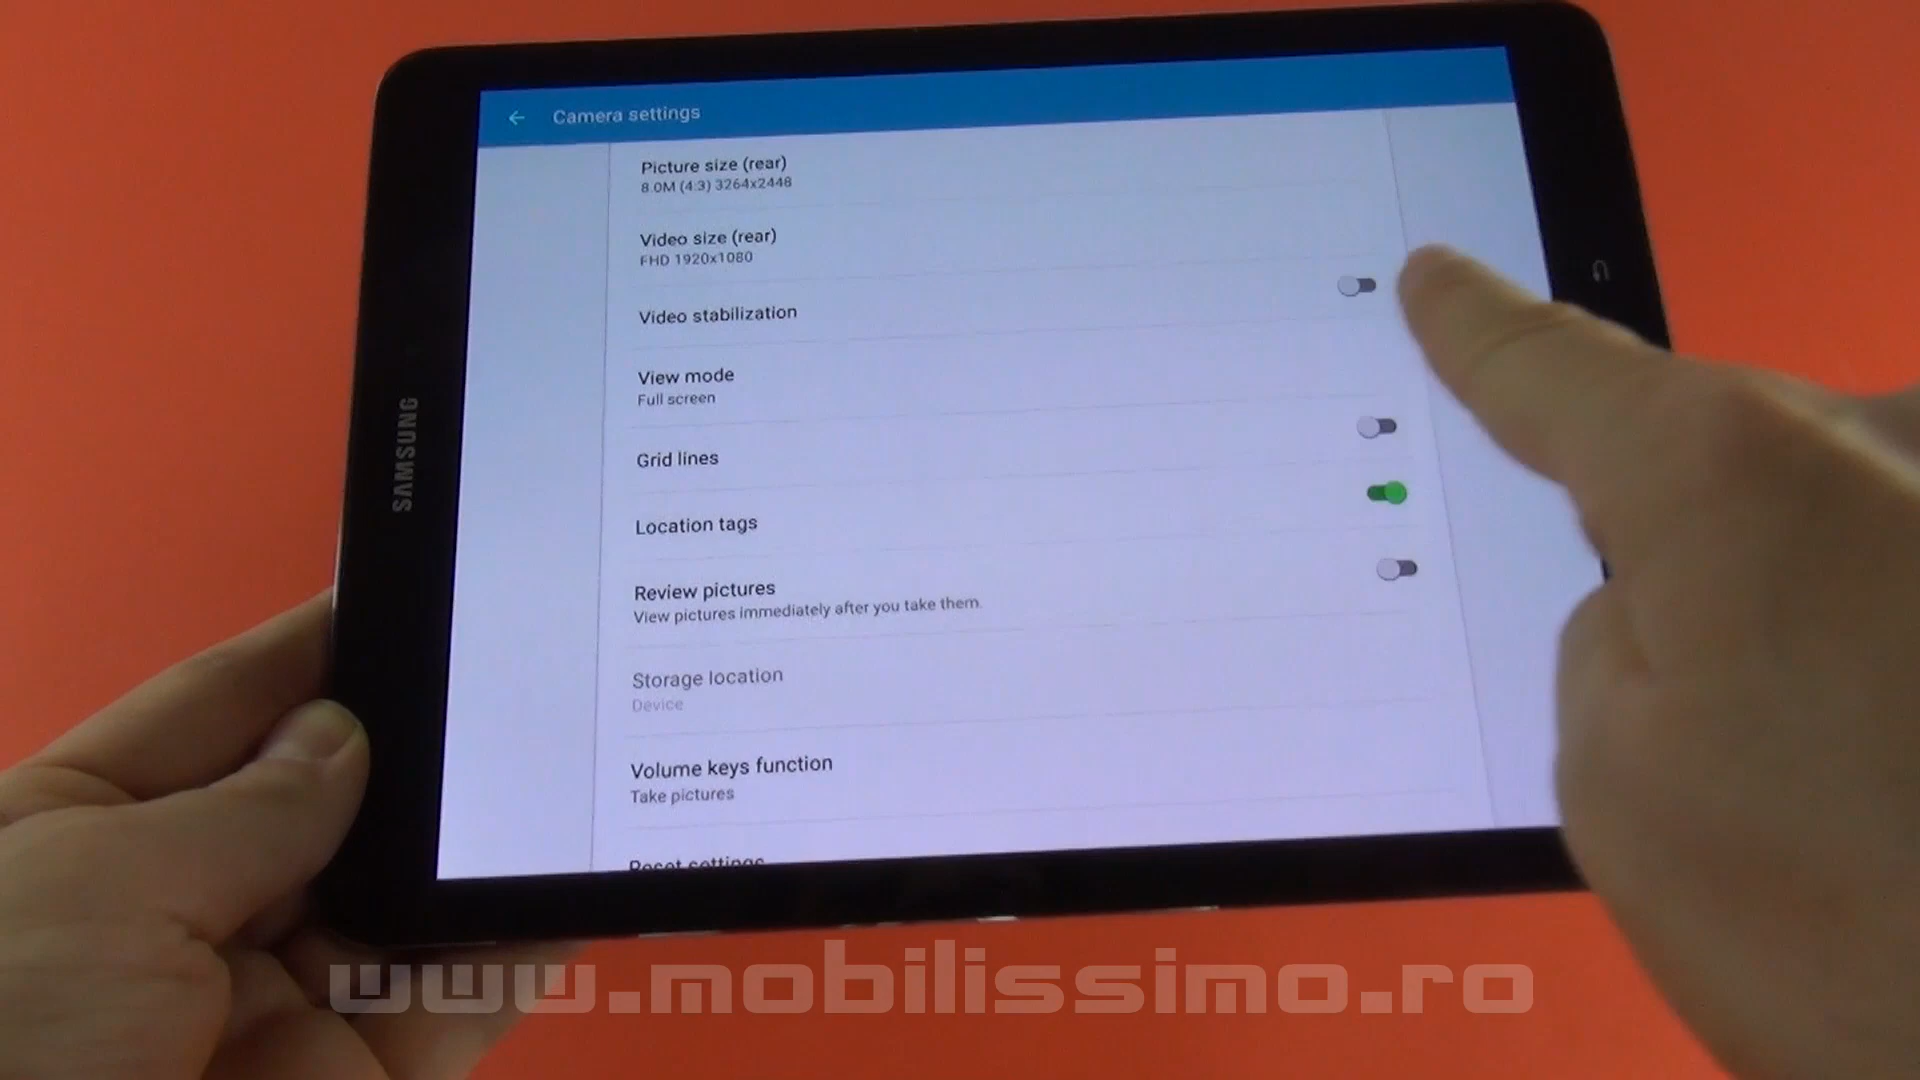 Camera settings
Picture size (rear)
8.0M (4:3) 3264x2448
Video size (rear)
FHD 1920x1080
Video stabilization
View mode
Full screen
Grid lines
Location tags
Review pictures
View pictures immediately after you take them.
Storage location
Device
Volume keys function
Take pictures
Reset settings
SAMSUNG
www.mobilissimo.ro